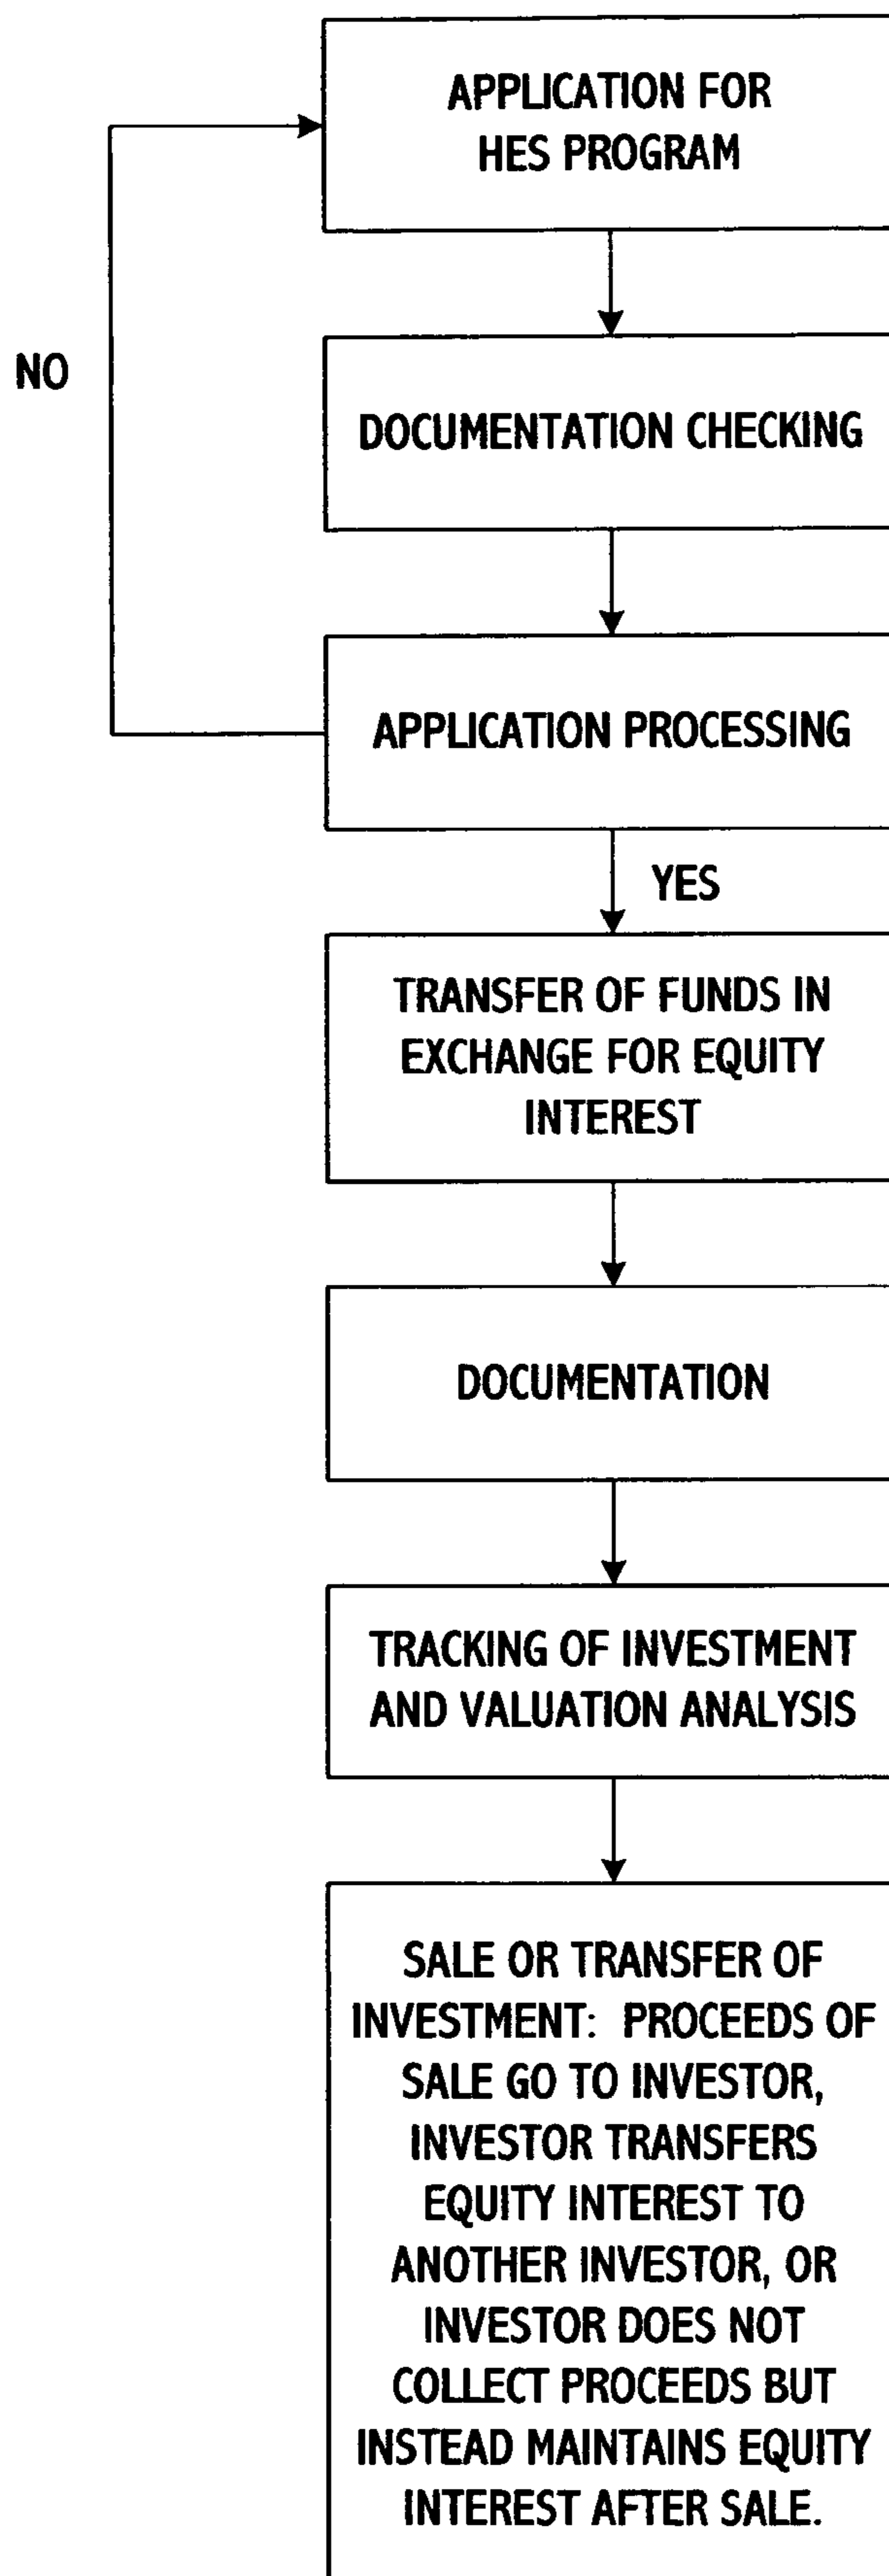 APPLICATION FOR
HES PROGRAM
NO
DOCUMENTATION CHECKING
APPLICATION PROCESSING
YES
TRANSFER OF FUNDS IN
EXCHANGE FOR EQUITY
INTEREST
DOCUMENTATION
TRACKING OF INVESTMENT
AND VALUATION ANALYSIS
SALE OR TRANSFER OF
INVESTMENT: PROCEEDS OF
SALE GO TO INVESTOR,
INVESTOR TRANSFERS
EQUITY INTEREST TO
ANOTHER INVESTOR, OR
INVESTOR DOES NOT
COLLECT PROCEEDS BUT
INSTEAD MAINTAINS EQUITY
INTEREST AFTER SALE.